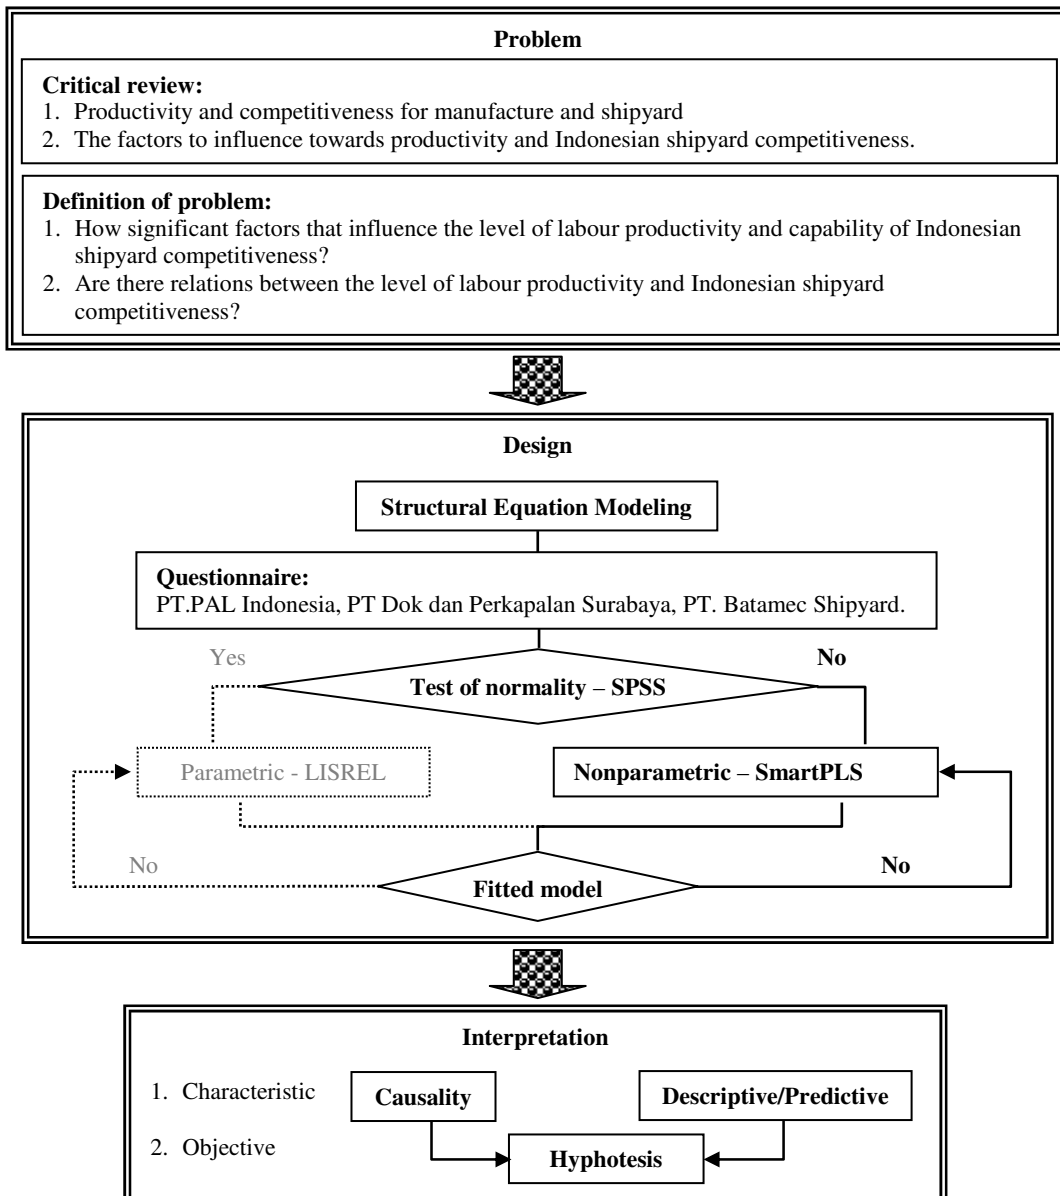 Problem
Critical review:
1. Productivity and competitiveness for manufacture and shipyard
2. The factors to influence towards productivity and Indonesian shipyard competitiveness.
Definition of problem:
1. How significant factors that influence the level of labour productivity and capability of Indonesian
shipyard competitiveness?
2. Are there relations between the level of labour productivity and Indonesian shipyard
competitiveness?
Design
Structural Equation Modeling
Questionnaire:
PT.PAL Indonesia, PT Dok dan Perkapalan Surabaya, PT. Batamec Shipyard.
Yes
No
Test of normality – SPSS
Parametric - LISREL
Nonparametric – SmartPLS
No
No
Fitted model
Interpretation
1. Characteristic
Causality
Descriptive/Predictive
2. Objective
Hyphotesis